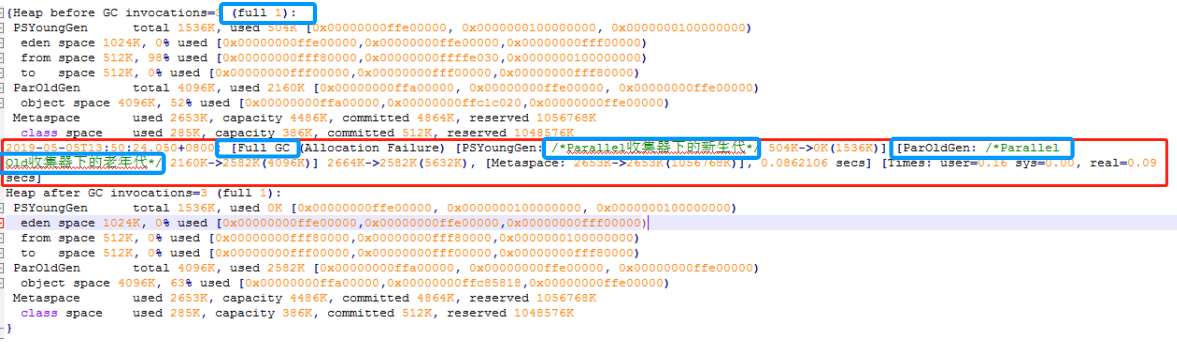 {Heap before GC invocations=3 (full 1):
PSYoungGen total 1536K, used 504K [0x00000000ffe00000, 0x0000000100000000, 0x0000000100000000)
eden space 1024K, 0% used [0x00000000ffe00000,0x00000000ffe00000,0x00000000fff00000)
from space 512K, 98% used [0x00000000fff80000,0x00000000ffffe030,0x0000000100000000)
to space 512K, 0% used [0x00000000fff00000,0x00000000fff00000,0x00000000fff80000)
ParOldGen total 4096K, used 2160K [0x00000000ffa00000, 0x00000000ffe00000, 0x00000000ffe00000)
object space 4096K, 52% used [0x00000000ffa00000,0x00000000ffc1c020,0x00000000ffe00000)
Metaspace used 2653K, capacity 4486K, committed 4864K, reserved 1056768K
class space used 285K, capacity 386K, committed 512K, reserved 1048576K
2019-05-05T13:50:24.050+0800: [Full GC (Allocation Failure) [PSYoungGen: /*Parallel收集器下的新生代*/ 504K->0K(1536K)] [ParOldGen: /*Parallel
Old收集器下的老年代*/ 2160K->2582K(4096K)] 2664K->2582K(5632K), [Metaspace: 2653K->2653K(1056768K)], 0.0862106 secs] [Times: user=0.16 sys=0.00, real=0.09
secs]
Heap after GC invocations=3 (full 1):
PSYoungGen total 1536K, used 0K [0x00000000ffe00000, 0x0000000100000000, 0x0000000100000000)
eden space 1024K, 0% used [0x00000000ffe00000,0x00000000ffe00000,0x00000000fff00000)
from space 512K, 0% used [0x00000000fff80000,0x00000000fff80000,0x0000000100000000)
to space 512K, 0% used [0x00000000fff00000,0x00000000fff00000,0x00000000fff80000)
ParOldGen total 4096K, used 2582K [0x00000000ffa00000, 0x00000000ffe00000, 0x00000000ffe00000)
object space 4096K, 63% used [0x00000000ffa00000,0x00000000ffc85818,0x00000000ffe00000)
Metaspace used 2653K, capacity 4486K, committed 4864K, reserved 1056768K
class space used 285K, capacity 386K, committed 512K, reserved 1048576K
}